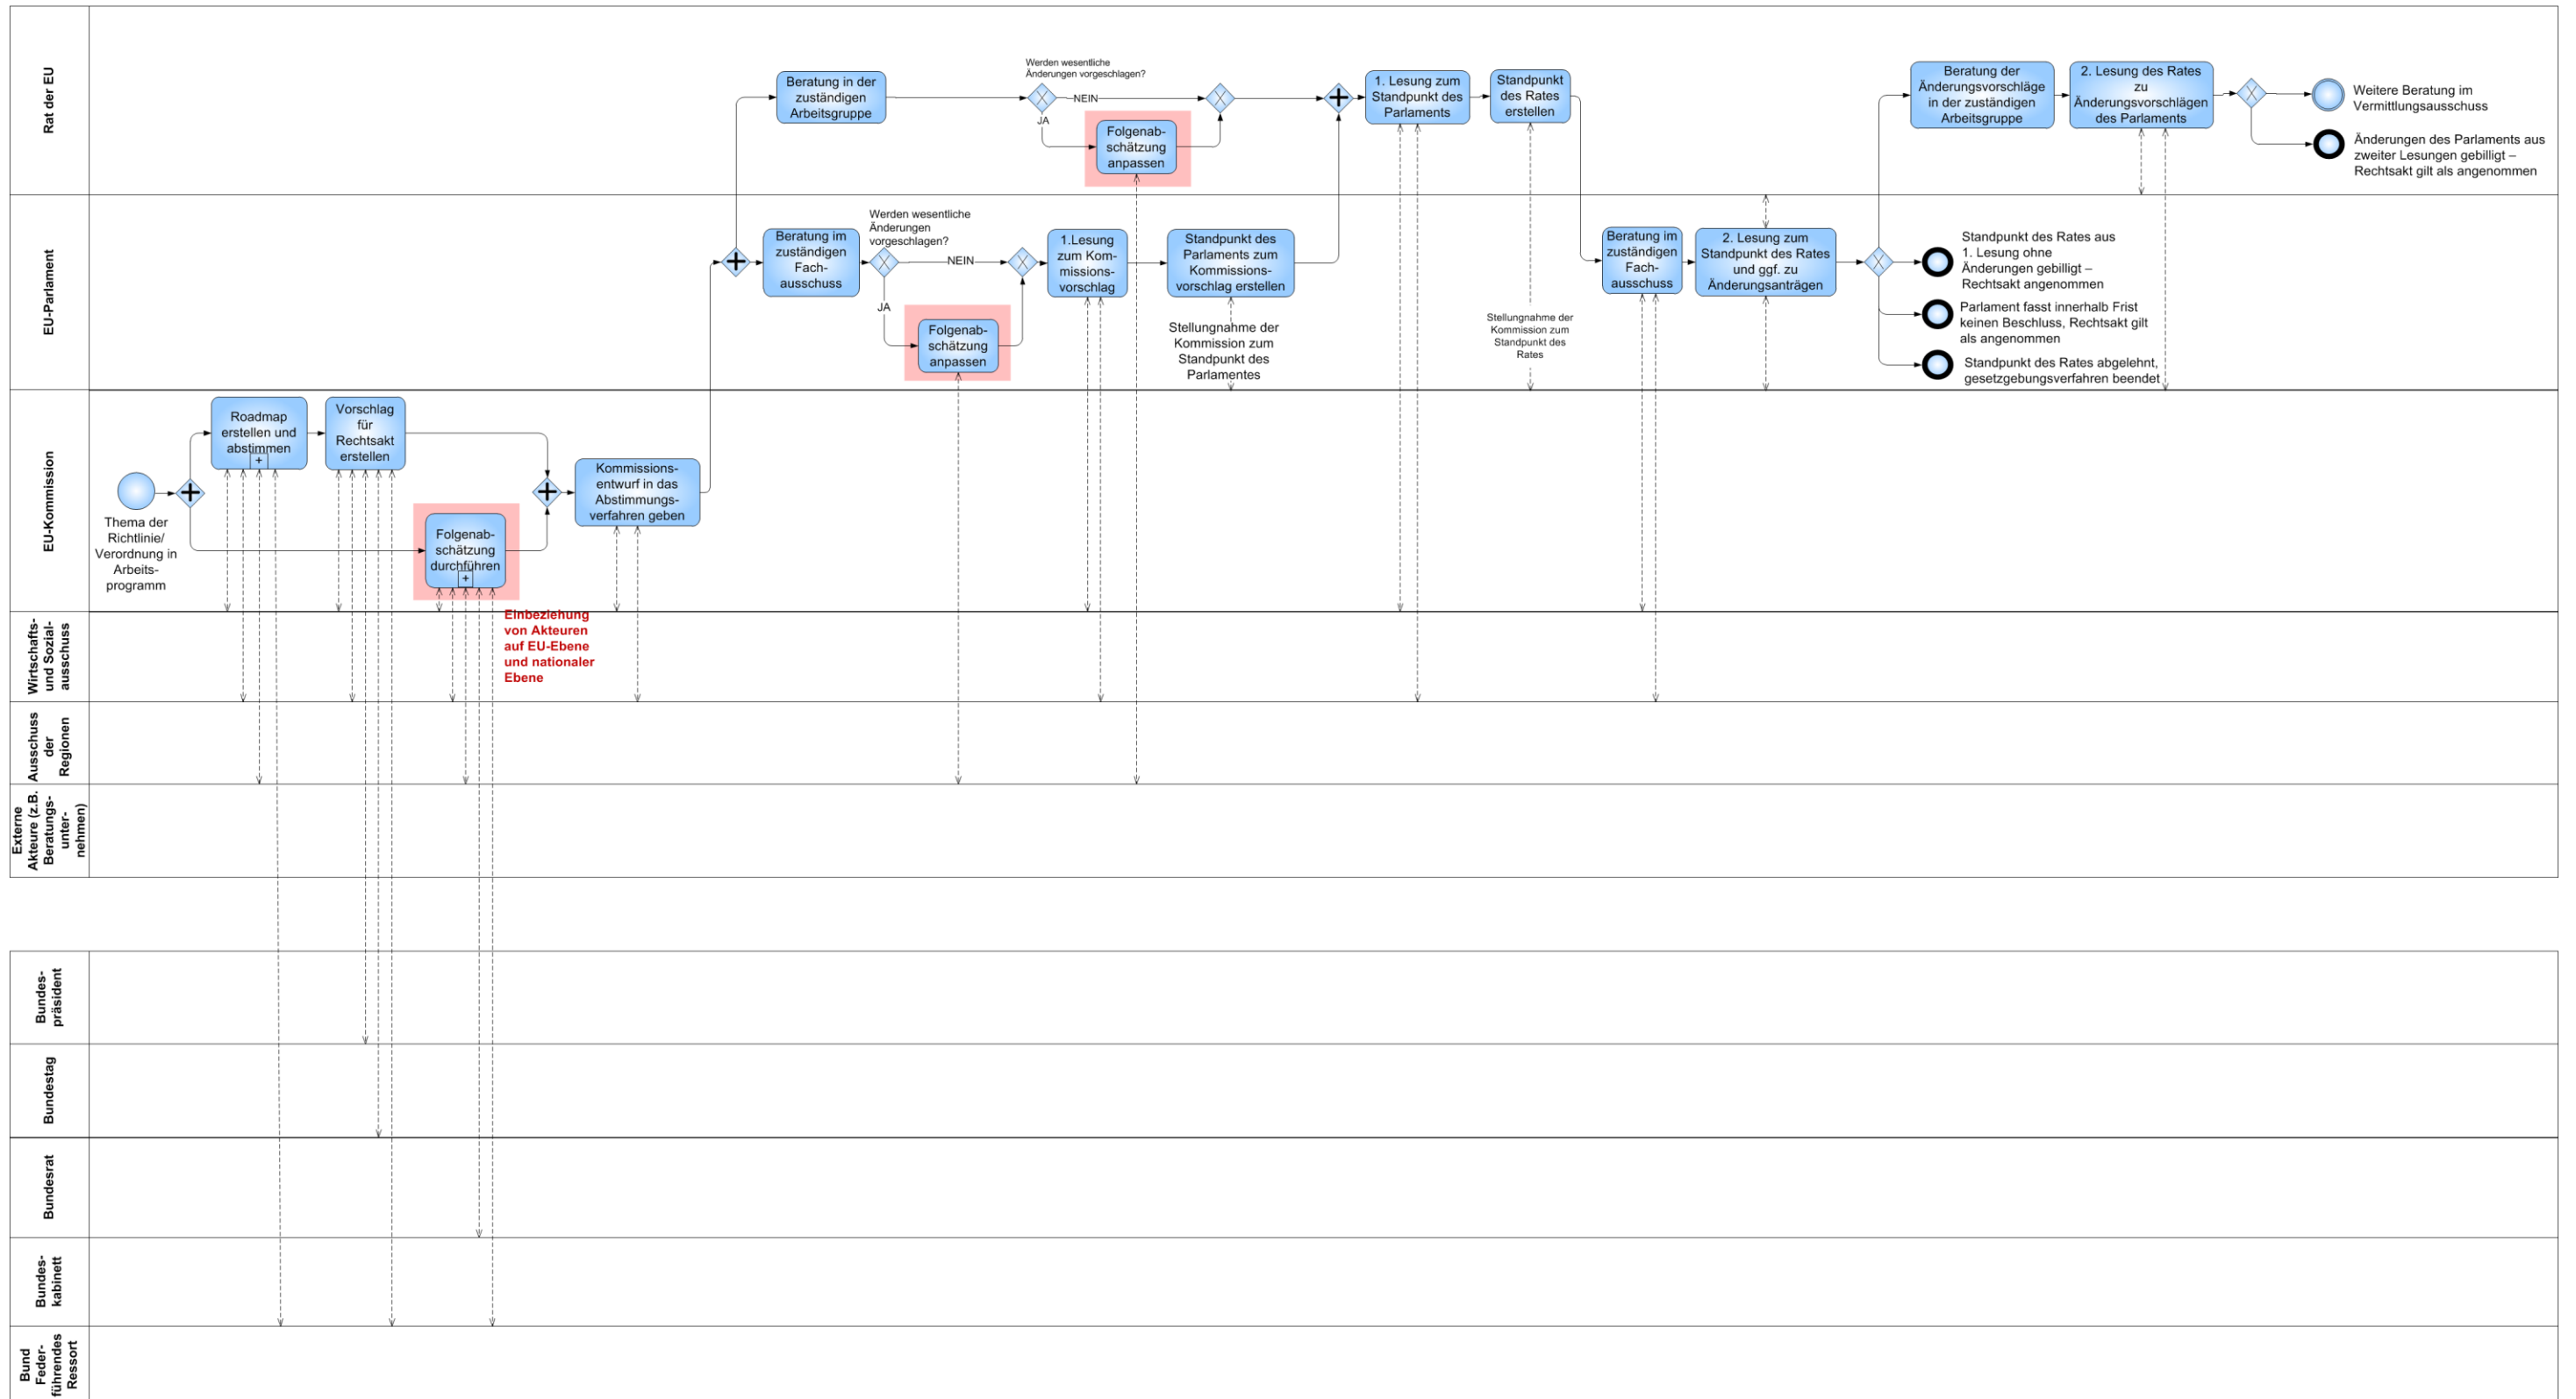 Rat der EU
Beratung in der
zuständigen
Arbeitsgruppe
Werden wesentliche
Änderungen vorgeschlagen?
NEIN
JA
Folgenab-
schätzung
anpassen
1. Lesung zum
Standpunkt des
Parlaments
Standpunkt
des Rates
erstellen
Beratung der
Änderungsvorschläge
in der zuständigen
Arbeitsgruppe
2. Lesung des Rates
zu
Änderungsvorschlägen
des Parlaments
Weitere Beratung im
Vermittlungsausschuss
Änderungen des Parlaments aus
zweiter Lesungen gebilligt –
Rechtsakt gilt als angenommen
EU-Parlament
Beratung im
zuständigen
Fach-
ausschuss
Werden wesentliche
Änderungen
vorgeschlagen?
NEIN
JA
Folgenab-
schätzung
anpassen
1.Lesung
zum Kom-
missions-
vorschlag
Standpunkt des
Parlaments zum
Kommissions-
vorschlag erstellen
Stellungnahme der
Kommission zum
Standpunkt des
Parlamentes
Stellungnahme der
Kommission zum
Standpunkt des
Rates
Beratung im
zuständigen
Fach-
ausschuss
2. Lesung zum
Standpunkt des Rates
und ggf. zu
Änderungsanträgen
Standpunkt des Rates aus
1. Lesung ohne
Änderungen gebilligt –
Rechtsakt angenommen
Parlament fasst innerhalb Frist
keinen Beschluss, Rechtsakt gilt
als angenommen
Standpunkt des Rates abgelehnt,
gesetzgebungsverfahren beendet
EU-Kommission
Thema der
Richtlinie/
Verordnung in
Arbeits-
programm
Roadmap
erstellen und
abstimmen
Vorschlag
für
Rechtsakt
erstellen
Folgenab-
schätzung
durchführen
Kommissions-
entwurf in das
Abstimmungs-
verfahren geben
Einbeziehung
von Akteuren
auf EU-Ebene
und nationaler
Ebene
Wirtschafts-
und Sozial-
ausschuss
Ausschuss
der
Regionen
Externe
Akteure (z.B.
Beratungs-
unter-
nehmen)
Bundes-
präsident
Bundestag
Bundesrat
Bundes-
kabinett
Bund
Feder-
führendes
Ressort